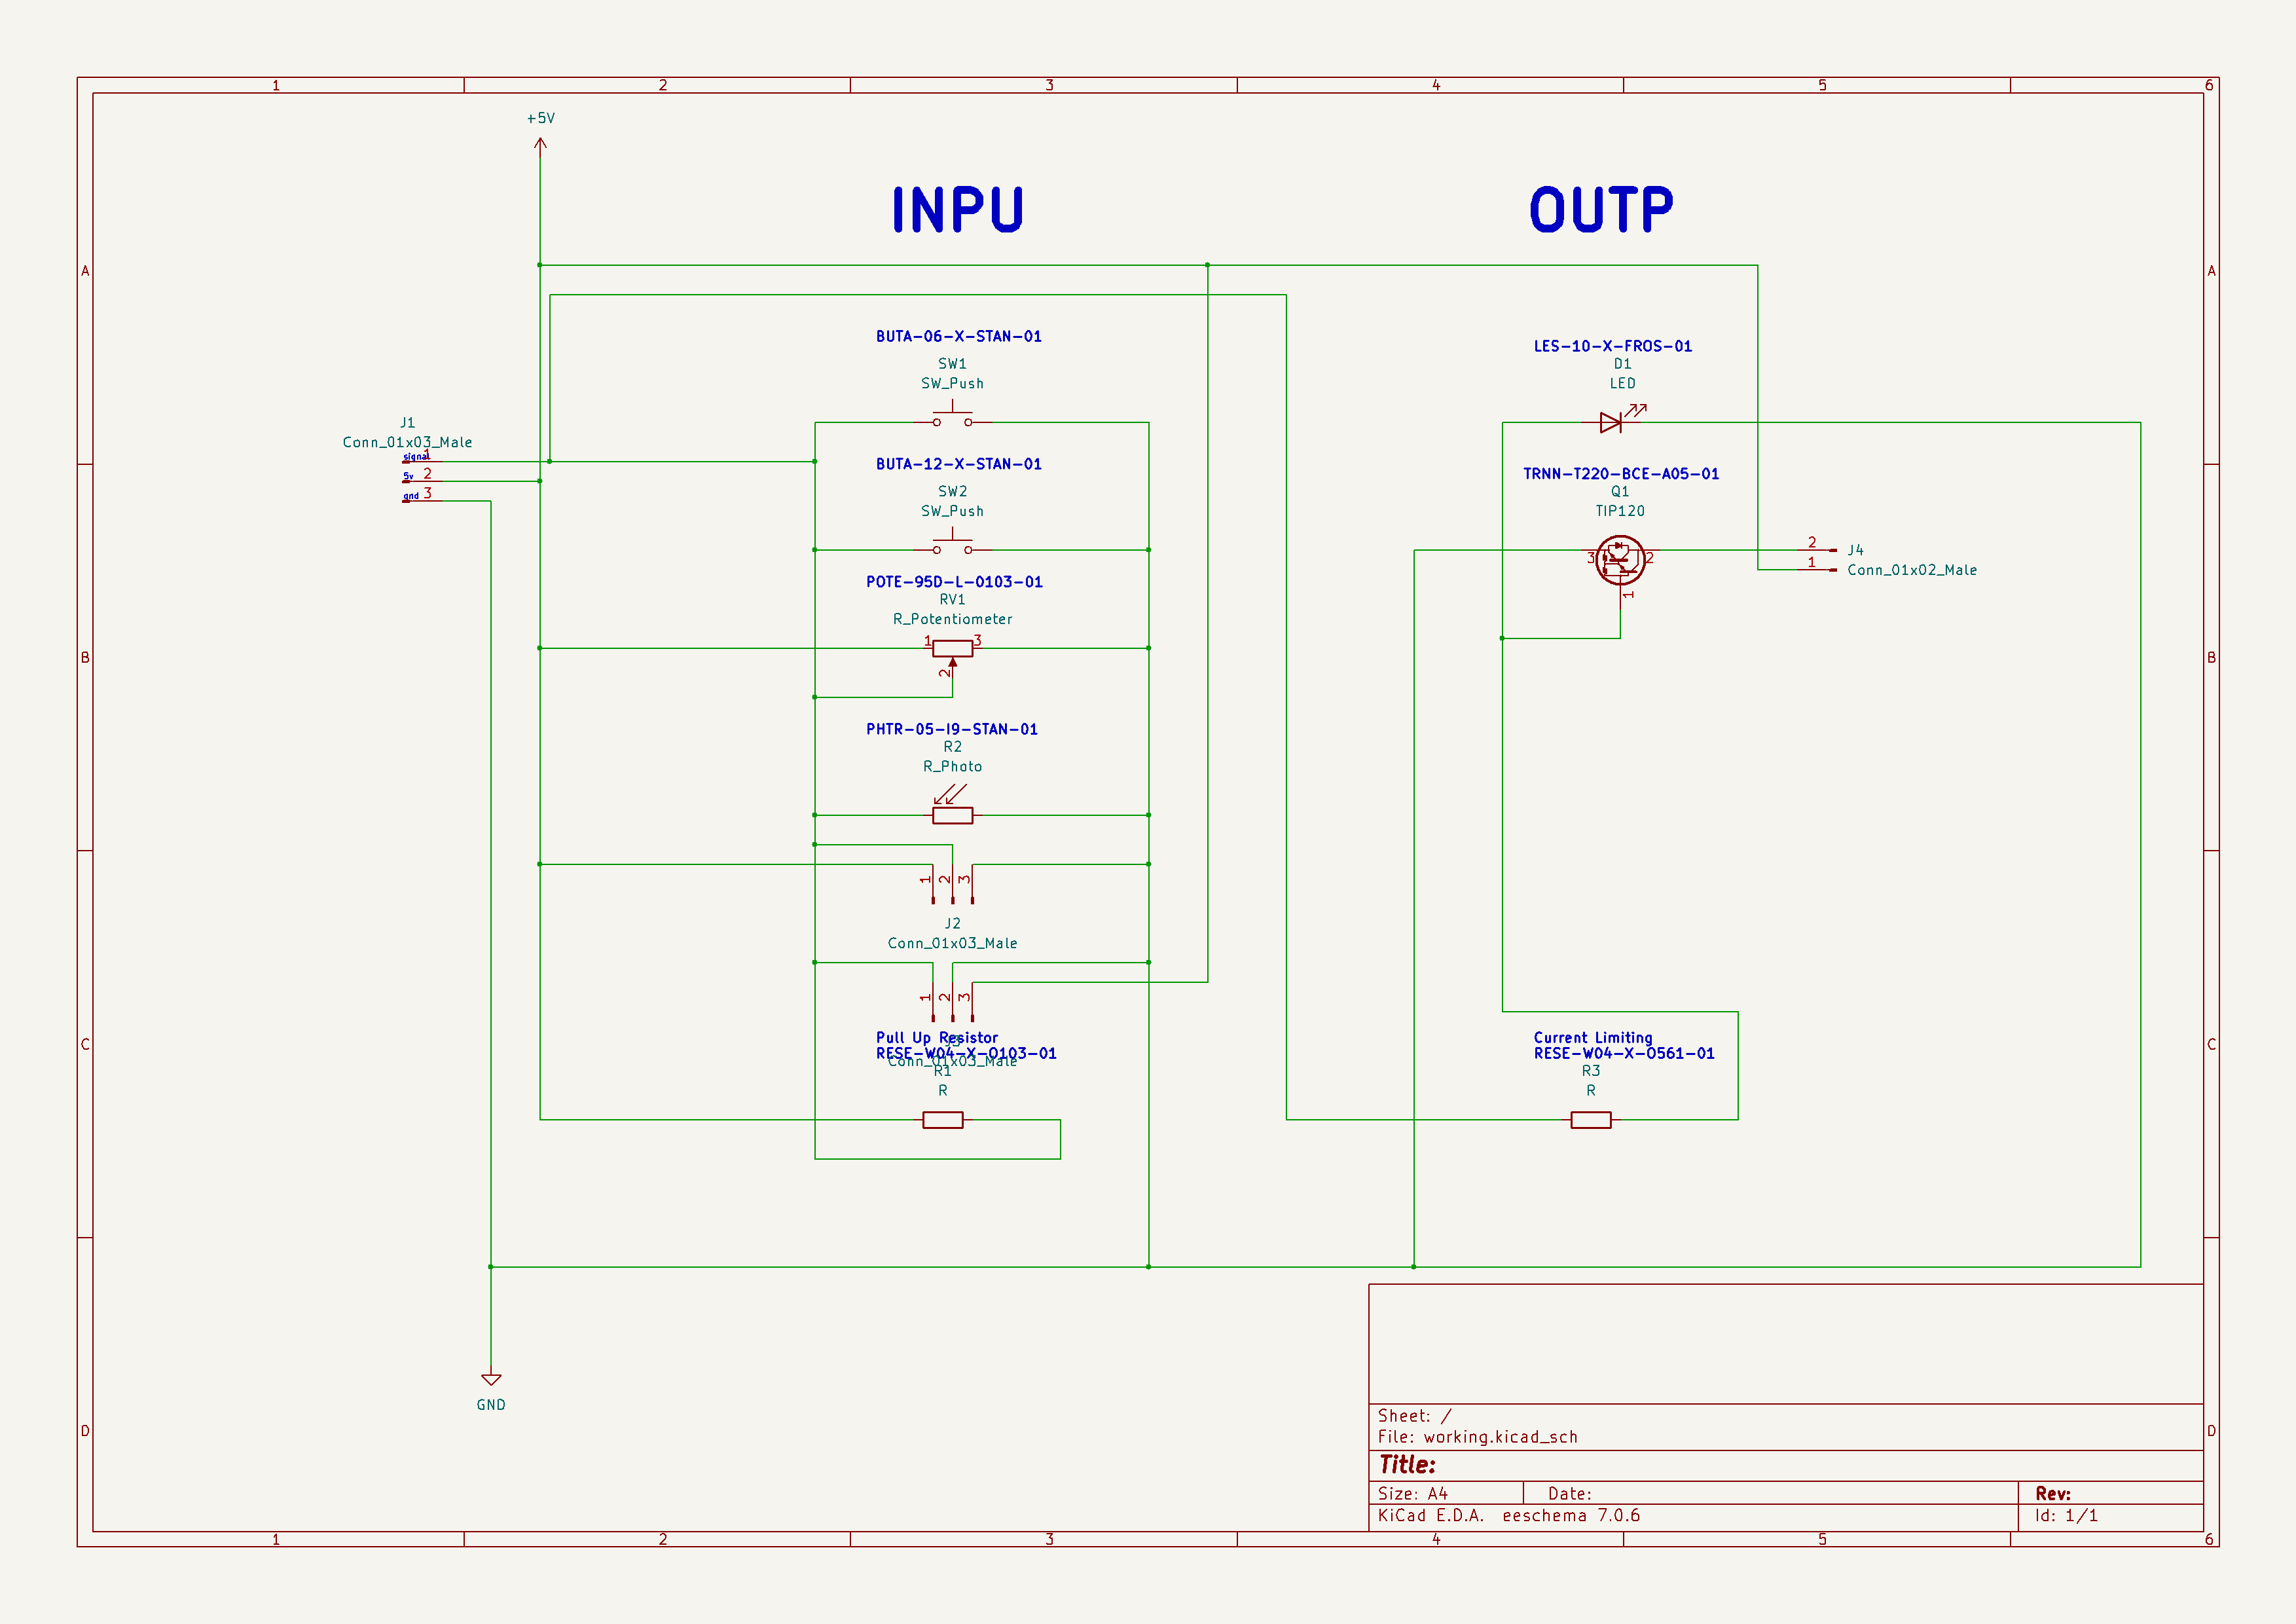 1 2 3 4 5 6
+5V
INPU OUTP
A A
BUTA-06-X-STAN-01
SW1
SW_Push
LES-10-X-FROS-01
D1
LED
J1
Conn_01x03_Male
signal 1
5v 2
gnd 3
BUTA-12-X-STAN-01
SW2
SW_Push
TRNN-T220-BCE-A05-01
Q1
TIP120
3 2
1
2 J4
1 Conn_01x02_Male
POTE-95D-L-0103-01
RV1
R_Potentiometer
1 3
2
B B
PHTR-05-I9-STAN-01
R2
R_Photo
1 2 3
J2
Conn_01x03_Male
1 2 3
Pull Up Resistor
RESE-W04-X-O103-01
J3
Conn_01x03_Male
R1
R
Current Limiting
RESE-W04-X-O561-01
R3
R
C C
GND
D D
Sheet: /
File: working.kicad_sch
Title:
Size: A4 Date: Rev:
KiCad E.D.A. eeschema 7.0.6 Id: 1/1
1 2 3 4 5 6